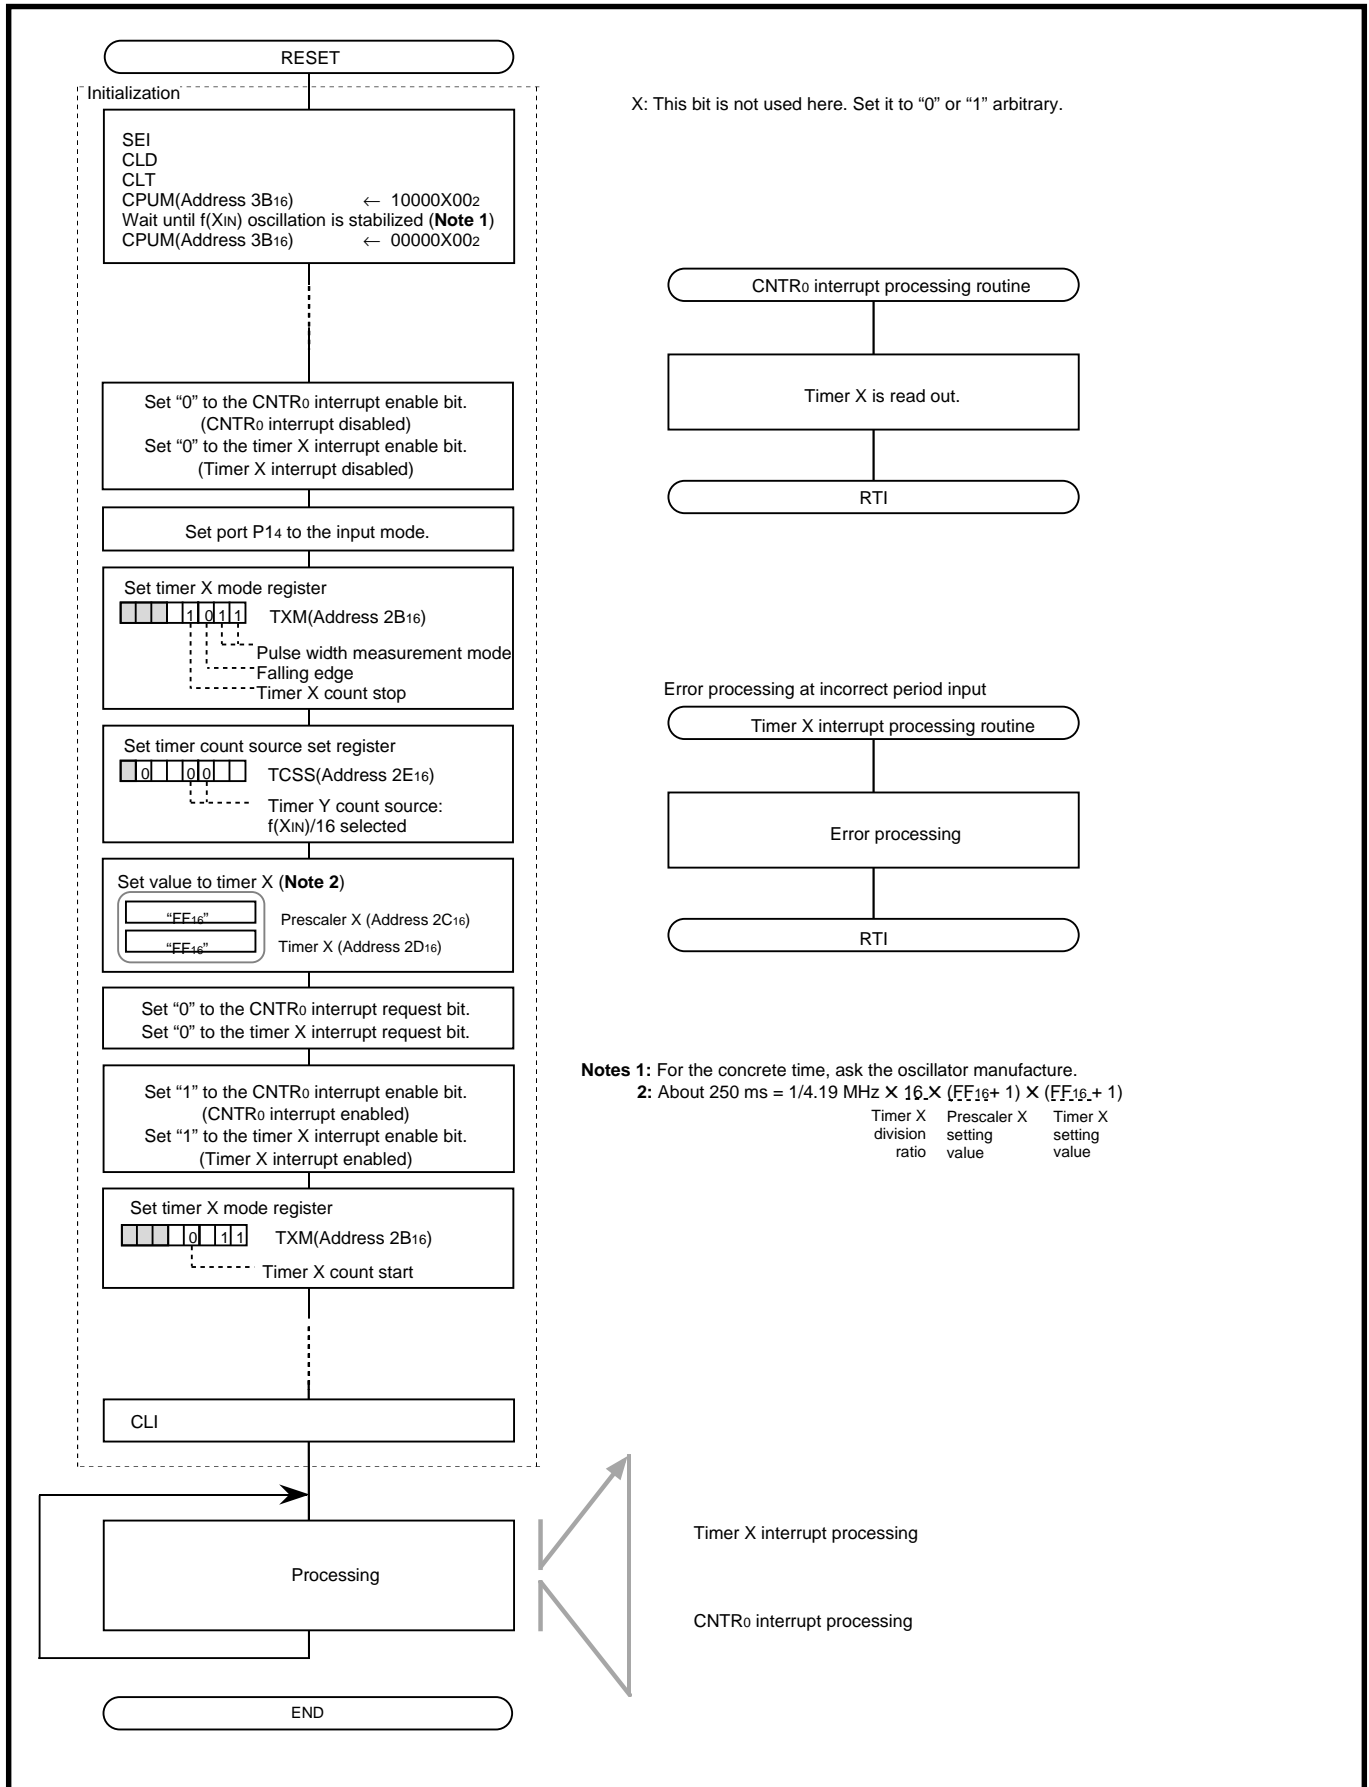 RESET
Initialization
SEI
CLD
CLT
CPUM(Address 3B16) ← 10000X002
Wait until f(XIN) oscillation is stabilized (Note 1)
CPUM(Address 3B16) ← 00000X002
Set “0” to the CNTR0 interrupt enable bit.
(CNTR0 interrupt disabled)
Set “0” to the timer X interrupt enable bit.
(Timer X interrupt disabled)
Set port P14 to the input mode.
Set timer X mode register
1 0 1 1 TXM(Address 2B16)
Pulse width measurement mode
Falling edge
Timer X count stop
Set timer count source set register
0 0 0 TCSS(Address 2E16)
Timer Y count source:
f(XIN)/16 selected
Set value to timer X (Note 2)
“FF16” Prescaler X (Address 2C16)
“FF16” Timer X (Address 2D16)
Set “0” to the CNTR0 interrupt request bit.
Set “0” to the timer X interrupt request bit.
Set “1” to the CNTR0 interrupt enable bit.
(CNTR0 interrupt enabled)
Set “1” to the timer X interrupt enable bit.
(Timer X interrupt enabled)
Set timer X mode register
0 1 1 TXM(Address 2B16)
Timer X count start
CLI
Processing
END
X: This bit is not used here. Set it to “0” or “1” arbitrary.
CNTR0 interrupt processing routine
Timer X is read out.
RTI
Error processing at incorrect period input
Timer X interrupt processing routine
Error processing
RTI
Notes 1: For the concrete time, ask the oscillator manufacture.
2: About 250 ms = 1/4.19 MHz X 16 X (FF16+ 1) X (FF16 + 1)
Timer X Prescaler X Timer X
division setting setting
ratio value value
Timer X interrupt processing
CNTR0 interrupt processing